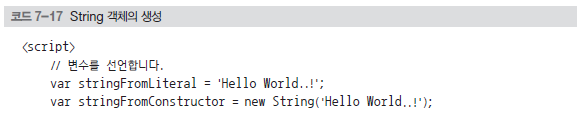 코드 7-17 String 객체의 생성
<script>
// 변수를 선언합니다.
var stringFromLiteral = 'Hello World..!';
var stringFromConstructor = new String('Hello World..!');